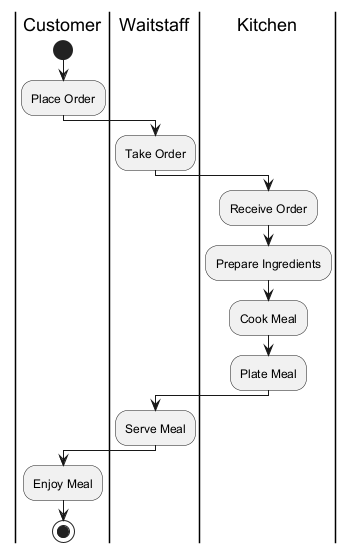 Customer Waitstaff Kitchen
Place Order
Take Order
Receive Order
Prepare Ingredients
Cook Meal
Plate Meal
Serve Meal
Enjoy Meal